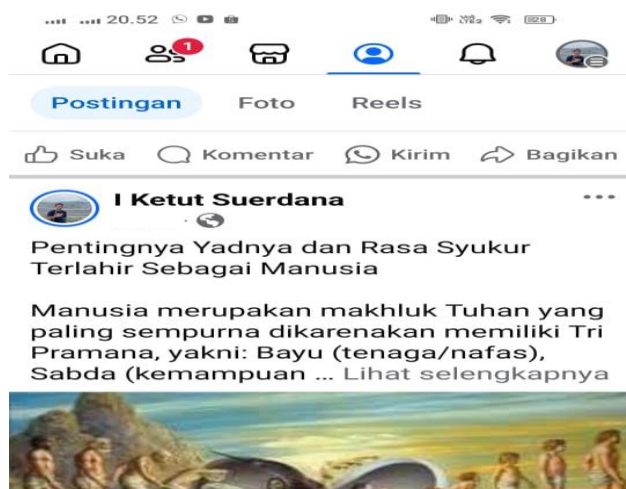 20.52
1
Postingan Foto Reels
Suka Komentar Kirim Bagikan
I Ketut Suerdana
Pentingnya Yadnya dan Rasa Syukur
Terlahir Sebagai Manusia
Manusia merupakan makhluk Tuhan yang
paling sempurna dikarenakan memiliki Tri
Pramana, yakni: Bayu (tenaga/nafas),
Sabda (kemampuan ... Lihat selengkapnya